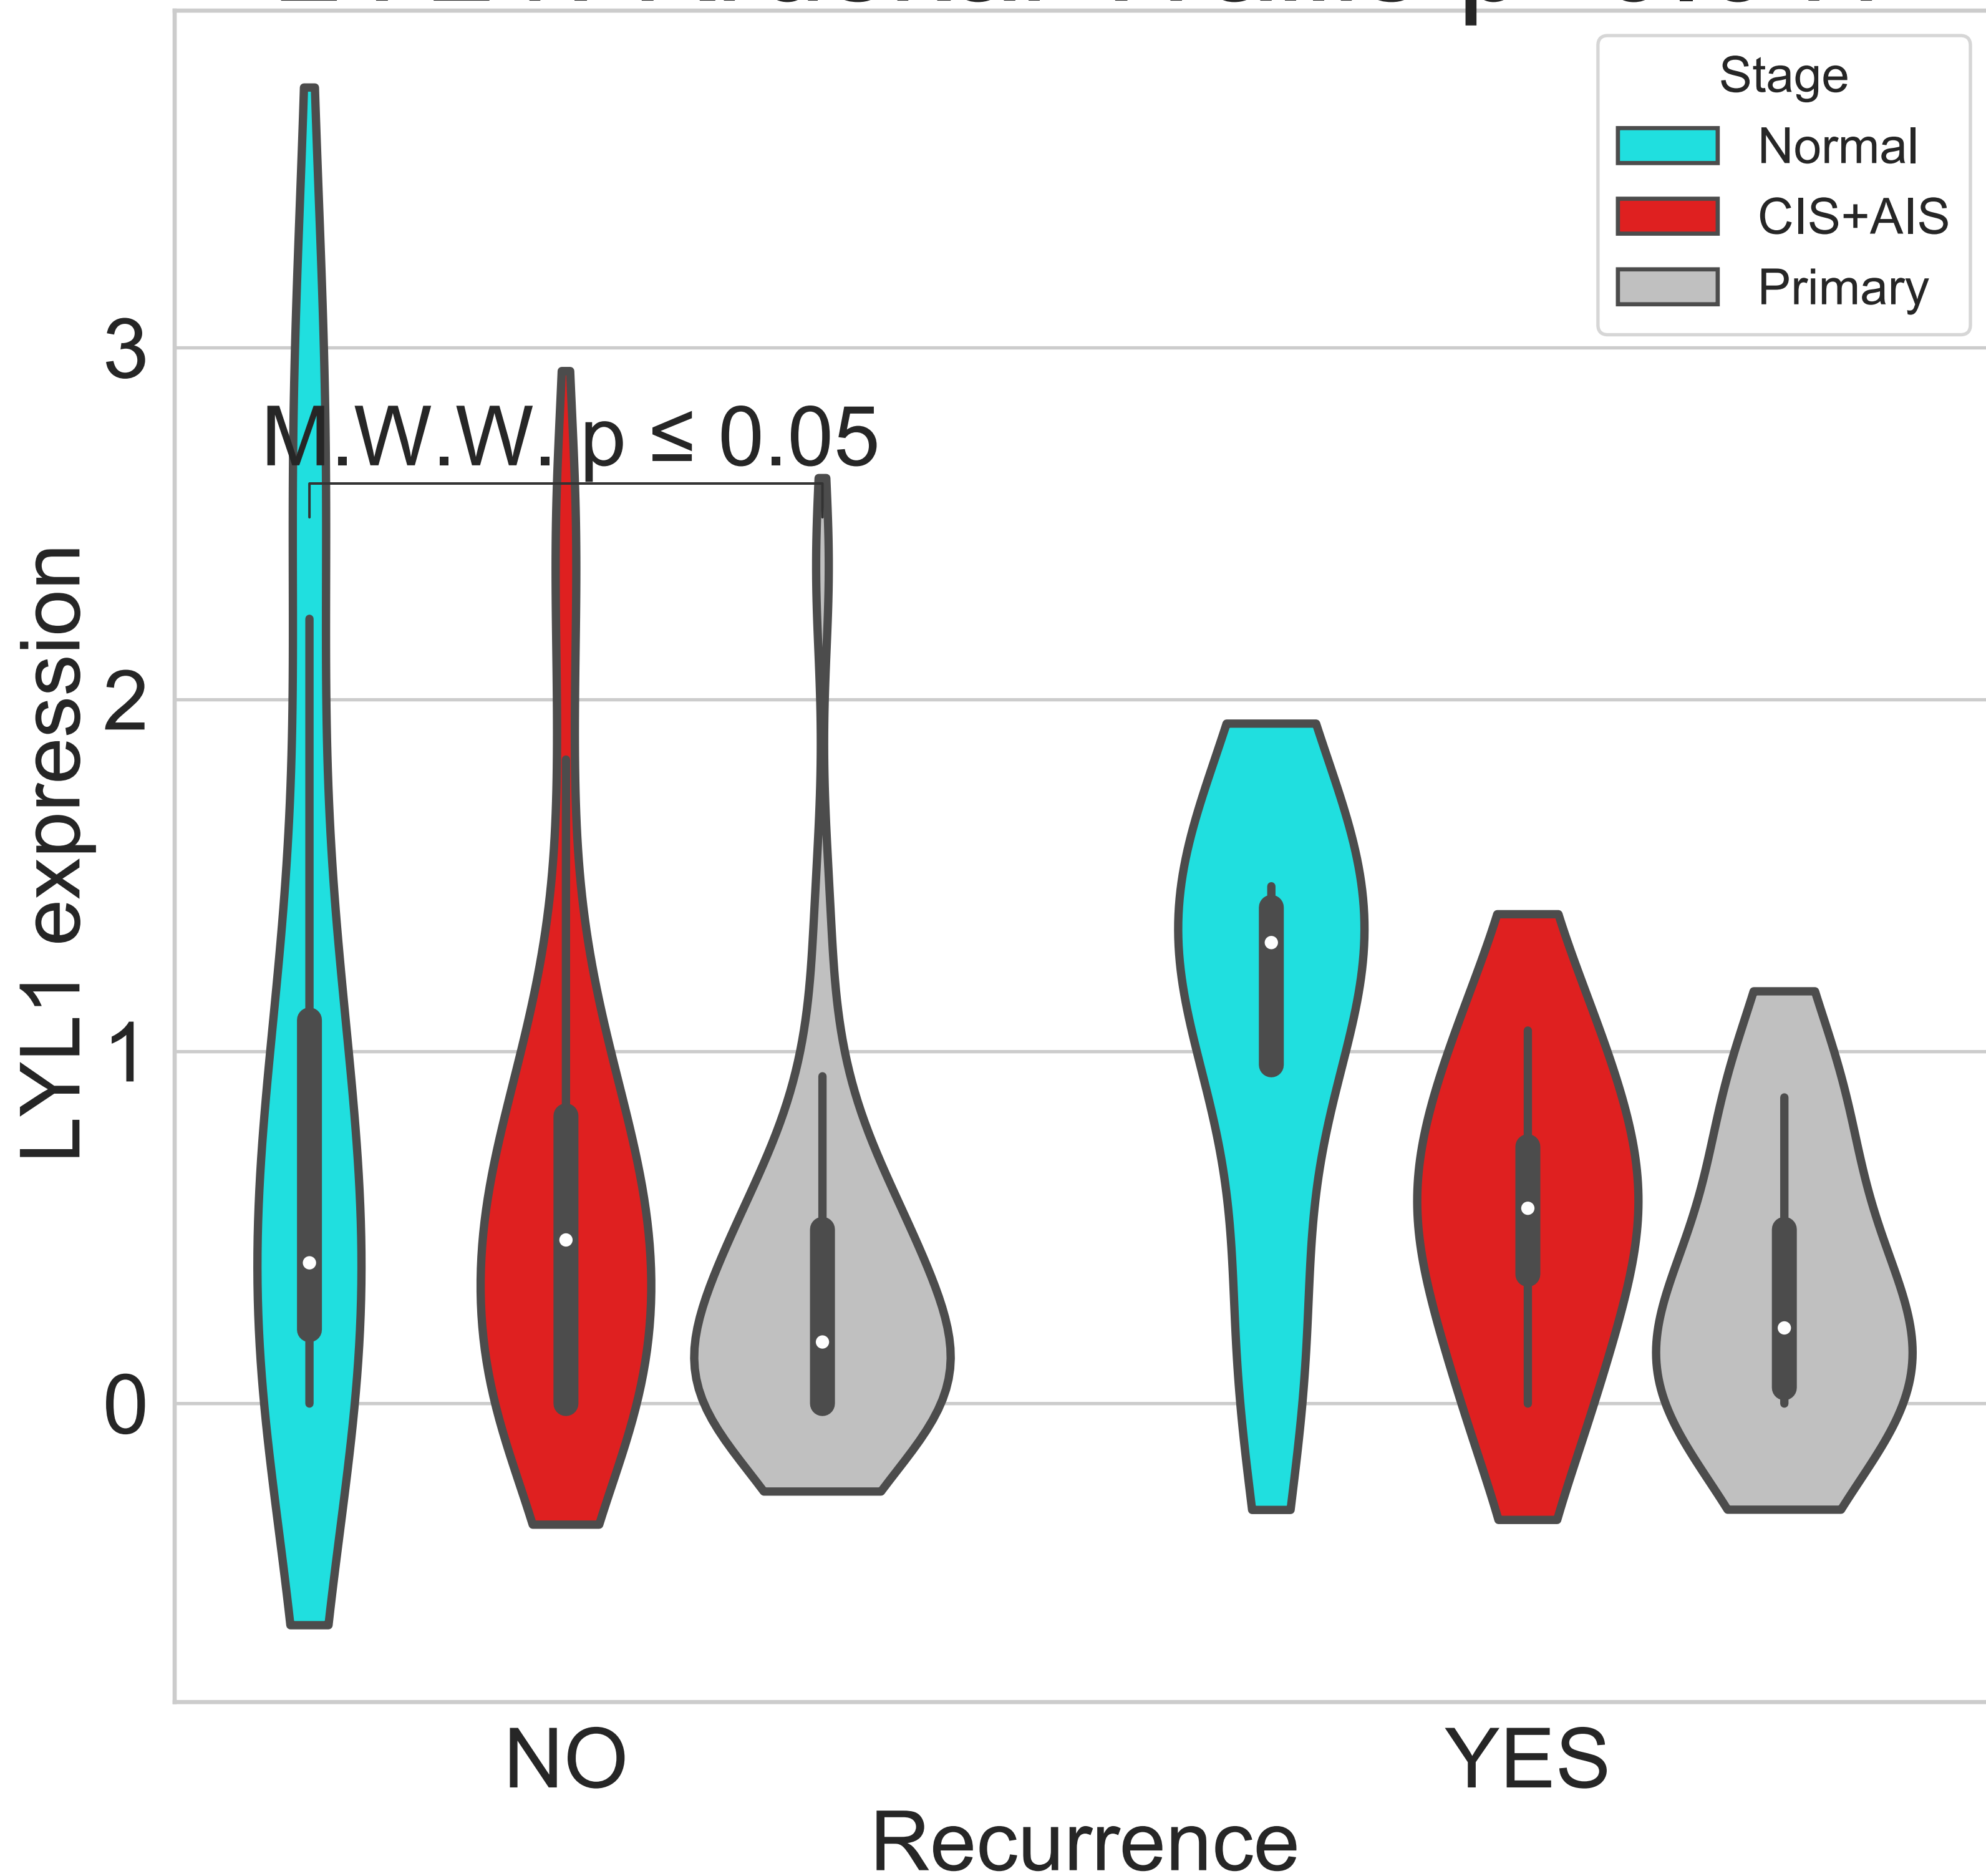 Stage
Normal
CIS+AIS
Primary
3
M.W.W. p ≤ 0.05
2
1
0
LYL1 expression
NO
YES
Recurrence